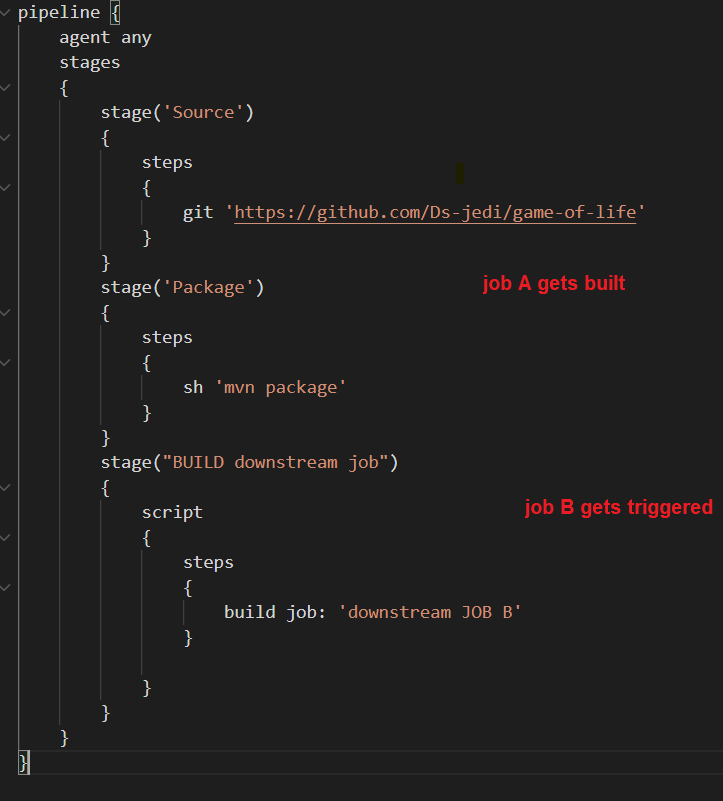 pipeline {
    agent any
    stages
    {
        stage('Source')
        {
            steps
            {
                git 'https://github.com/Ds-jedi/game-of-life'
            }
        }
        stage('Package')
job A gets built
        {
            steps
            {
                sh 'mvn package'
            }
        }
        stage("BUILD downstream job")
        {
job B gets triggered
            script
            {
                steps
                {
                    build job: 'downstream JOB B'
                }
            }
        }
    }
}